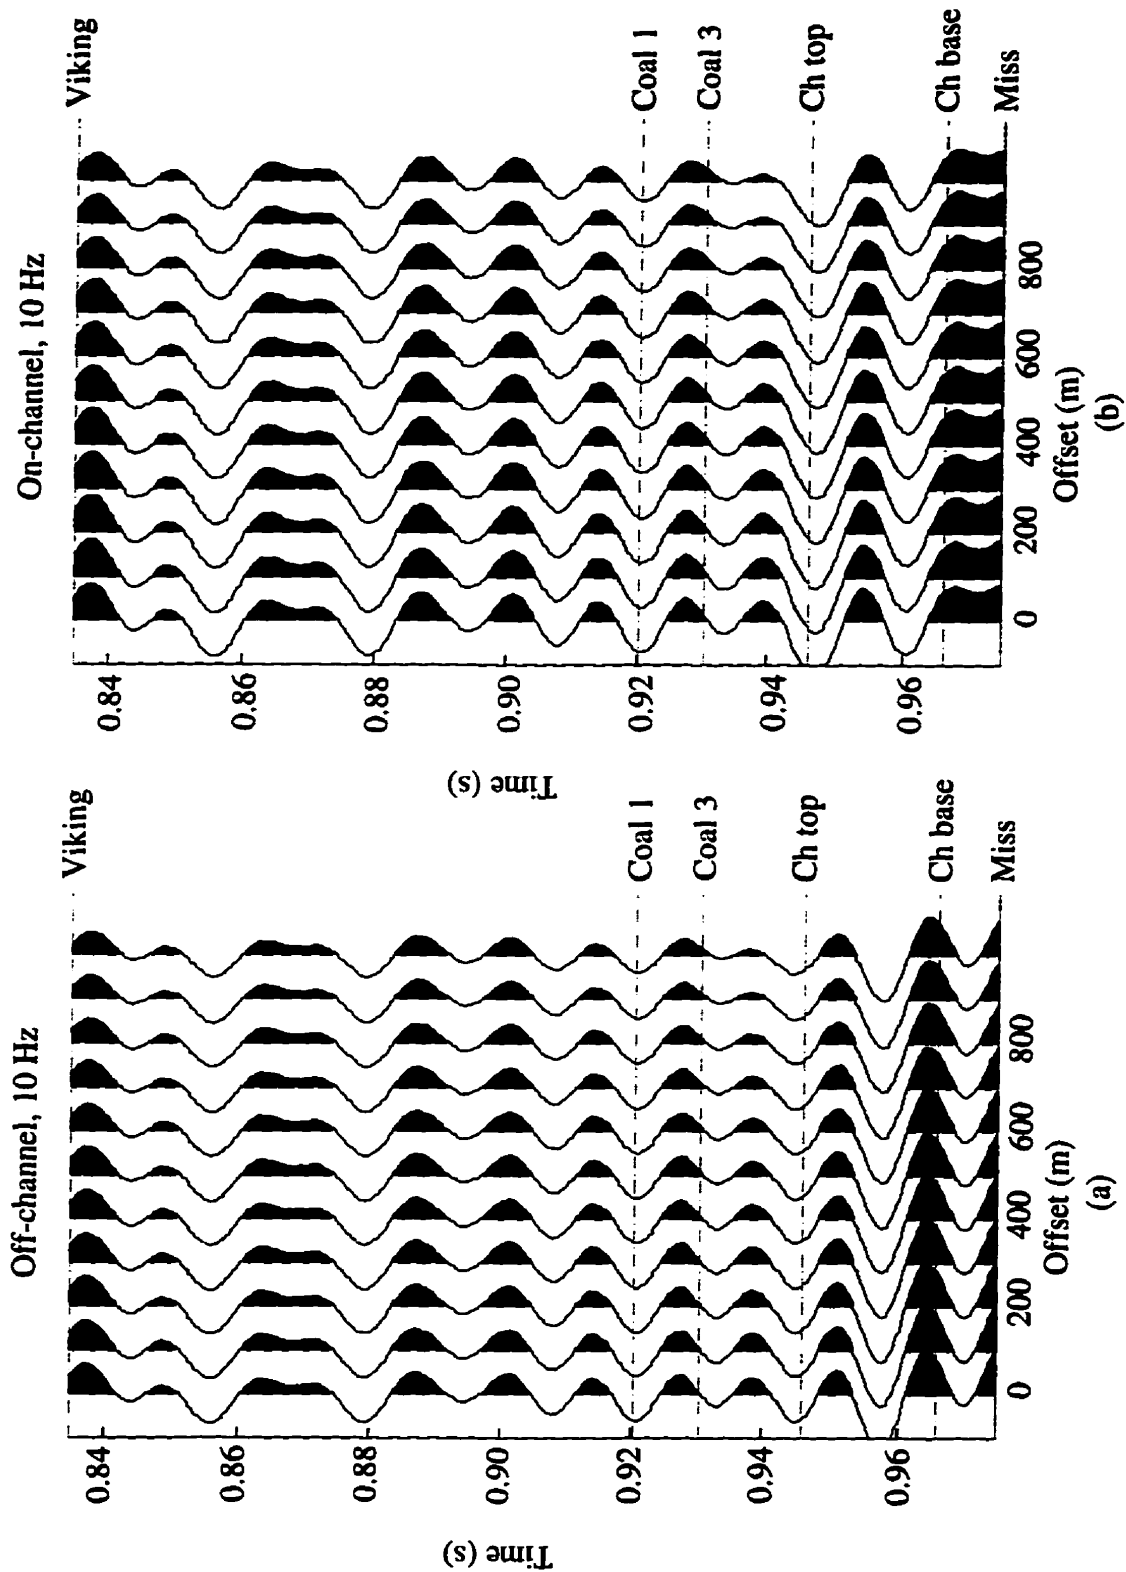 Off-channel, 10 Hz
Time (s)
0.84
0.86
0.88
0.90
0.92
0.94
0.96
Viking
Coal 1
Coal 3
Ch top
Ch base
Miss
0
200
400
600
800
Offset (m)
(a)
On-channel, 10 Hz
Time (s)
0.84
0.86
0.88
0.90
0.92
0.94
0.96
Viking
Coal 1
Coal 3
Ch top
Ch base
Miss
0
200
400
600
800
Offset (m)
(b)